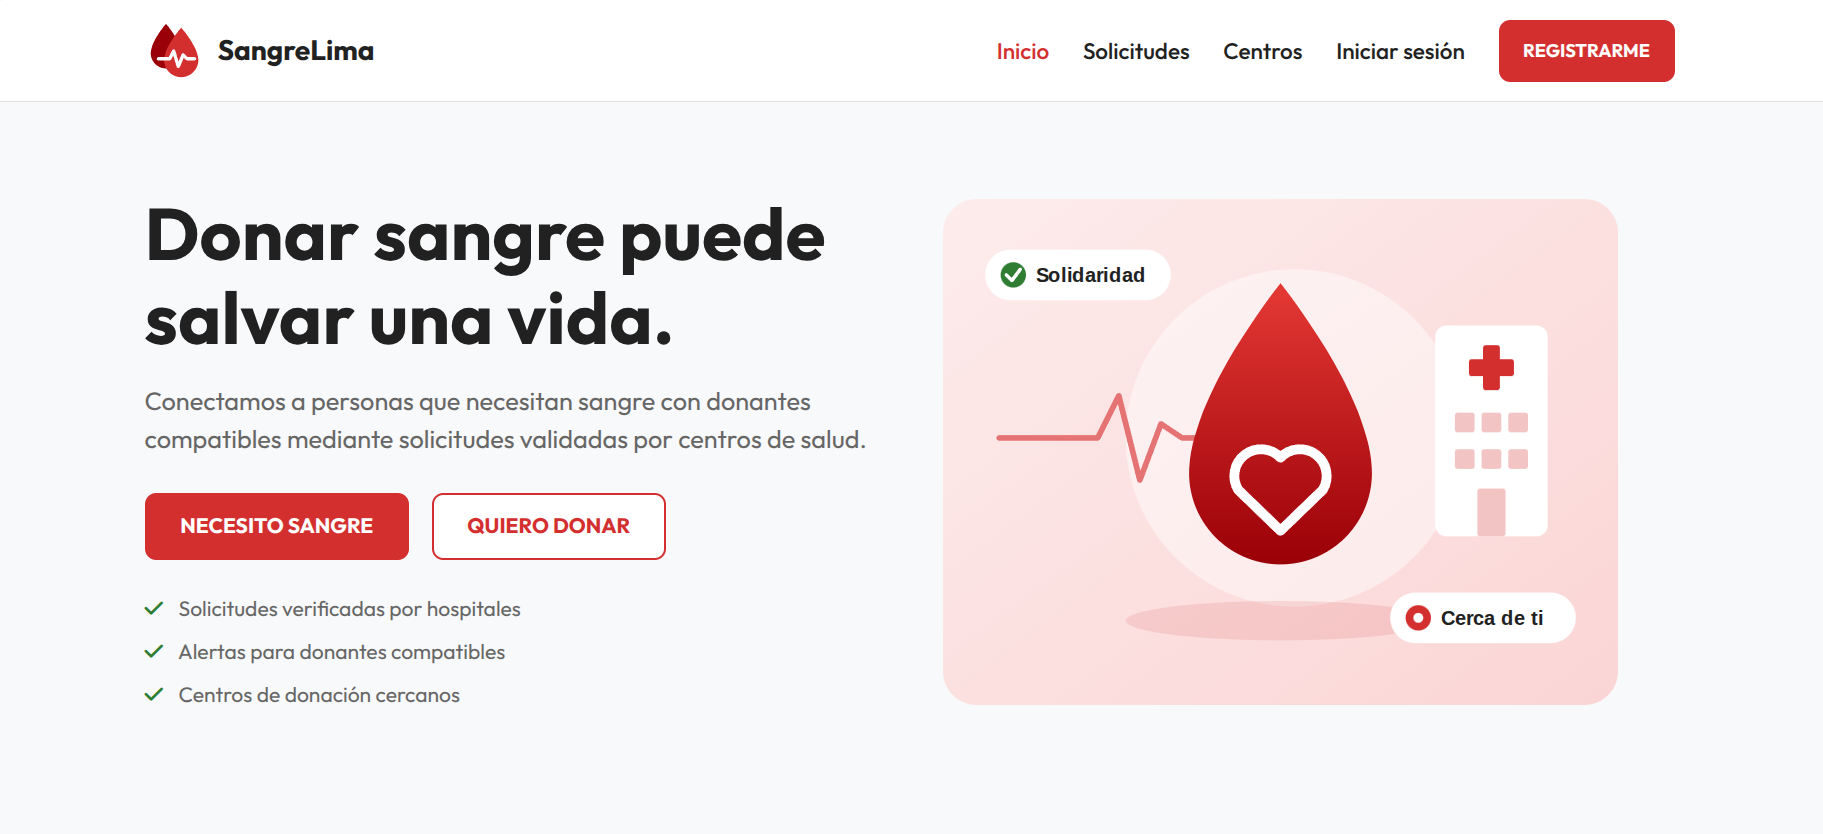 SangreLima
Inicio
Solicitudes
Centros
Iniciar sesión
REGISTRARME
Donar sangre puede
salvar una vida.
Conectamos a personas que necesitan sangre con donantes
compatibles mediante solicitudes validadas por centros de salud.
NECESITO SANGRE
QUIERO DONAR
Solicitudes verificadas por hospitales
Alertas para donantes compatibles
Centros de donación cercanos
Solidaridad
Cerca de ti